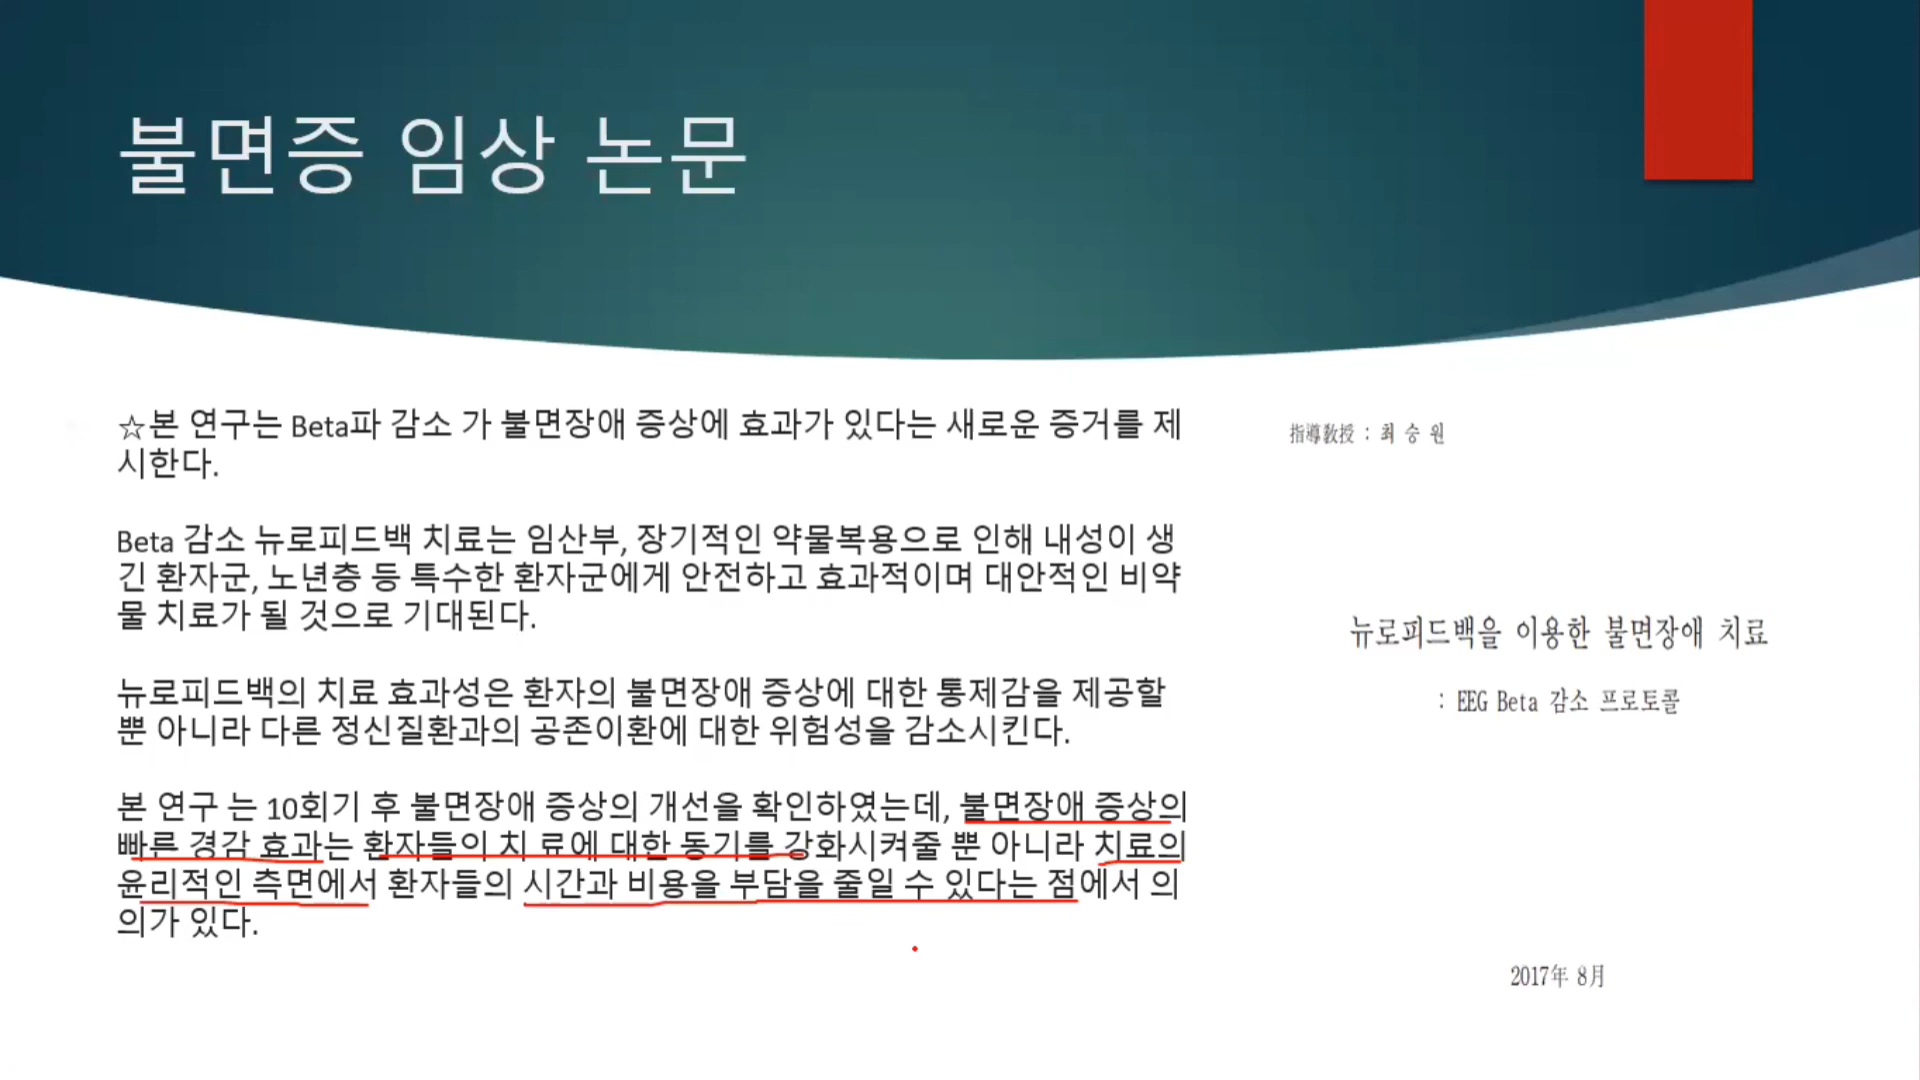 불면증 임상 논문
☆본 연구는 Beta파 감소 가 불면장애 증상에 효과가 있다는 새로운 증거를 제
시한다.
Beta 감소 뉴로피드백 치료는 임산부, 장기적인 약물복용으로 인해 내성이 생
긴 환자군, 노년층 등 특수한 환자군에게 안전하고 효과적이며 대안적인 비약
물 치료가 될 것으로 기대된다.
뉴로피드백의 치료 효과성은 환자의 불면장애 증상에 대한 통제감을 제공할
뿐 아니라 다른 정신질환과의 공존이환에 대한 위험성을 감소시킨다.
본 연구 는 10회기 후 불면장애 증상의 개선을 확인하였는데, 불면장애 증상의
빠른 경감 효과는 환자들의 치 료에 대한 동기를 강화시켜줄 뿐 아니라 치료의
윤리적인 측면에서 환자들의 시간과 비용을 부담을 줄일 수 있다는 점에서 의
의가 있다.
指導敎授 : 최 승 원
뉴로피드백을 이용한 불면장애 치료
: EEG Beta 감소 프로토콜
2017年 8月